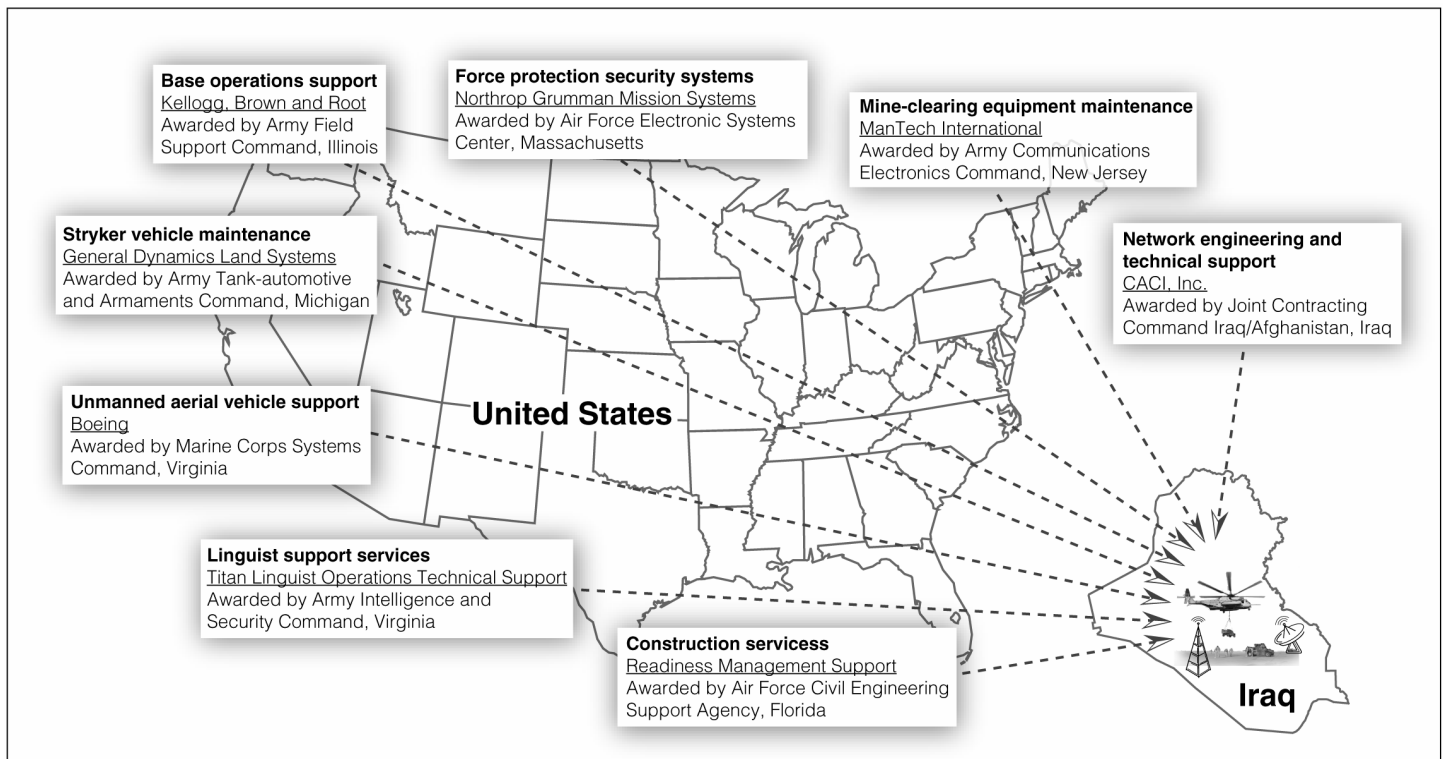 Base operations support
Kellogg, Brown and Root
Awarded by Army Field
Support Command, Illinois
Force protection security systems
Northrop Grumman Mission Systems
Awarded by Air Force Electronic Systems
Center, Massachusetts
Mine-clearing equipment maintenance
ManTech International
Awarded by Army Communications
Electronics Command, New Jersey
Stryker vehicle maintenance
General Dynamics Land Systems
Awarded by Army Tank-automotive
and Armaments Command, Michigan
Network engineering and
technical support
CACI, Inc.
Awarded by Joint Contracting
Command Iraq/Afghanistan, Iraq
Unmanned aerial vehicle support
Boeing
Awarded by Marine Corps Systems
Command, Virginia
United States
Linguist support services
Titan Linguist Operations Technical Support
Awarded by Army Intelligence and
Security Command, Virginia
Construction servicess
Readiness Management Support
Awarded by Air Force Civil Engineering
Support Agency, Florida
Iraq